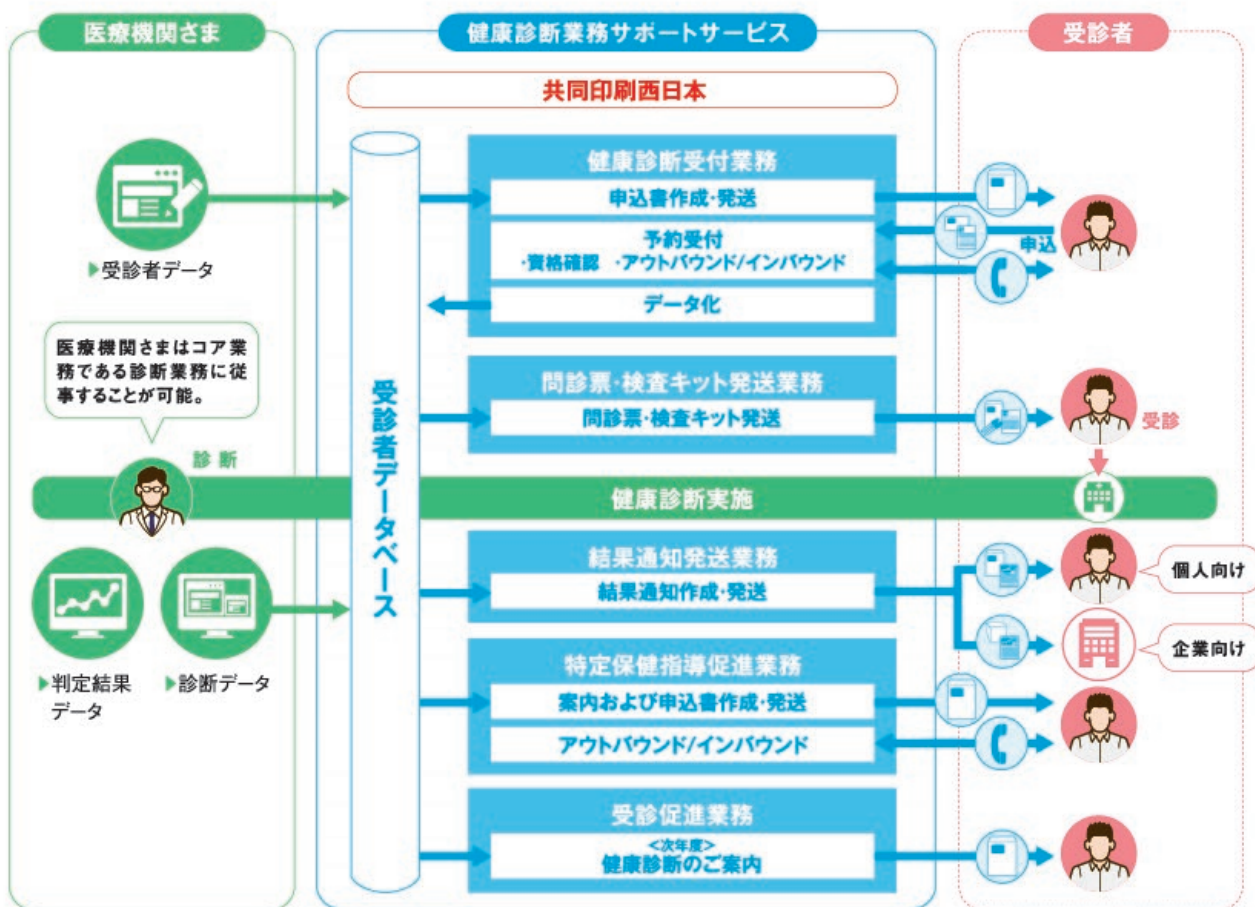 医療機関さま
健康診断業務サポートサービス
受診者
共同印刷西日本
▶受診者データ
医療機関さまはコア業
務である診断業務に従
事することが可能。
診断
▶判定結果
データ
▶診断データ
受診者データベース
健康診断受付業務
申込書作成・発送
予約受付
・資格確認 ・アウトバウンド/インバウンド
データ化
申込
問診票・検査キット発送業務
問診票・検査キット発送
受診
健康診断実施
結果通知発送業務
結果通知作成・発送
個人向け
企業向け
特定保健指導促進業務
案内および申込書作成・発送
アウトバウンド/インバウンド
受診促進業務
<次年度>
健康診断のご案内